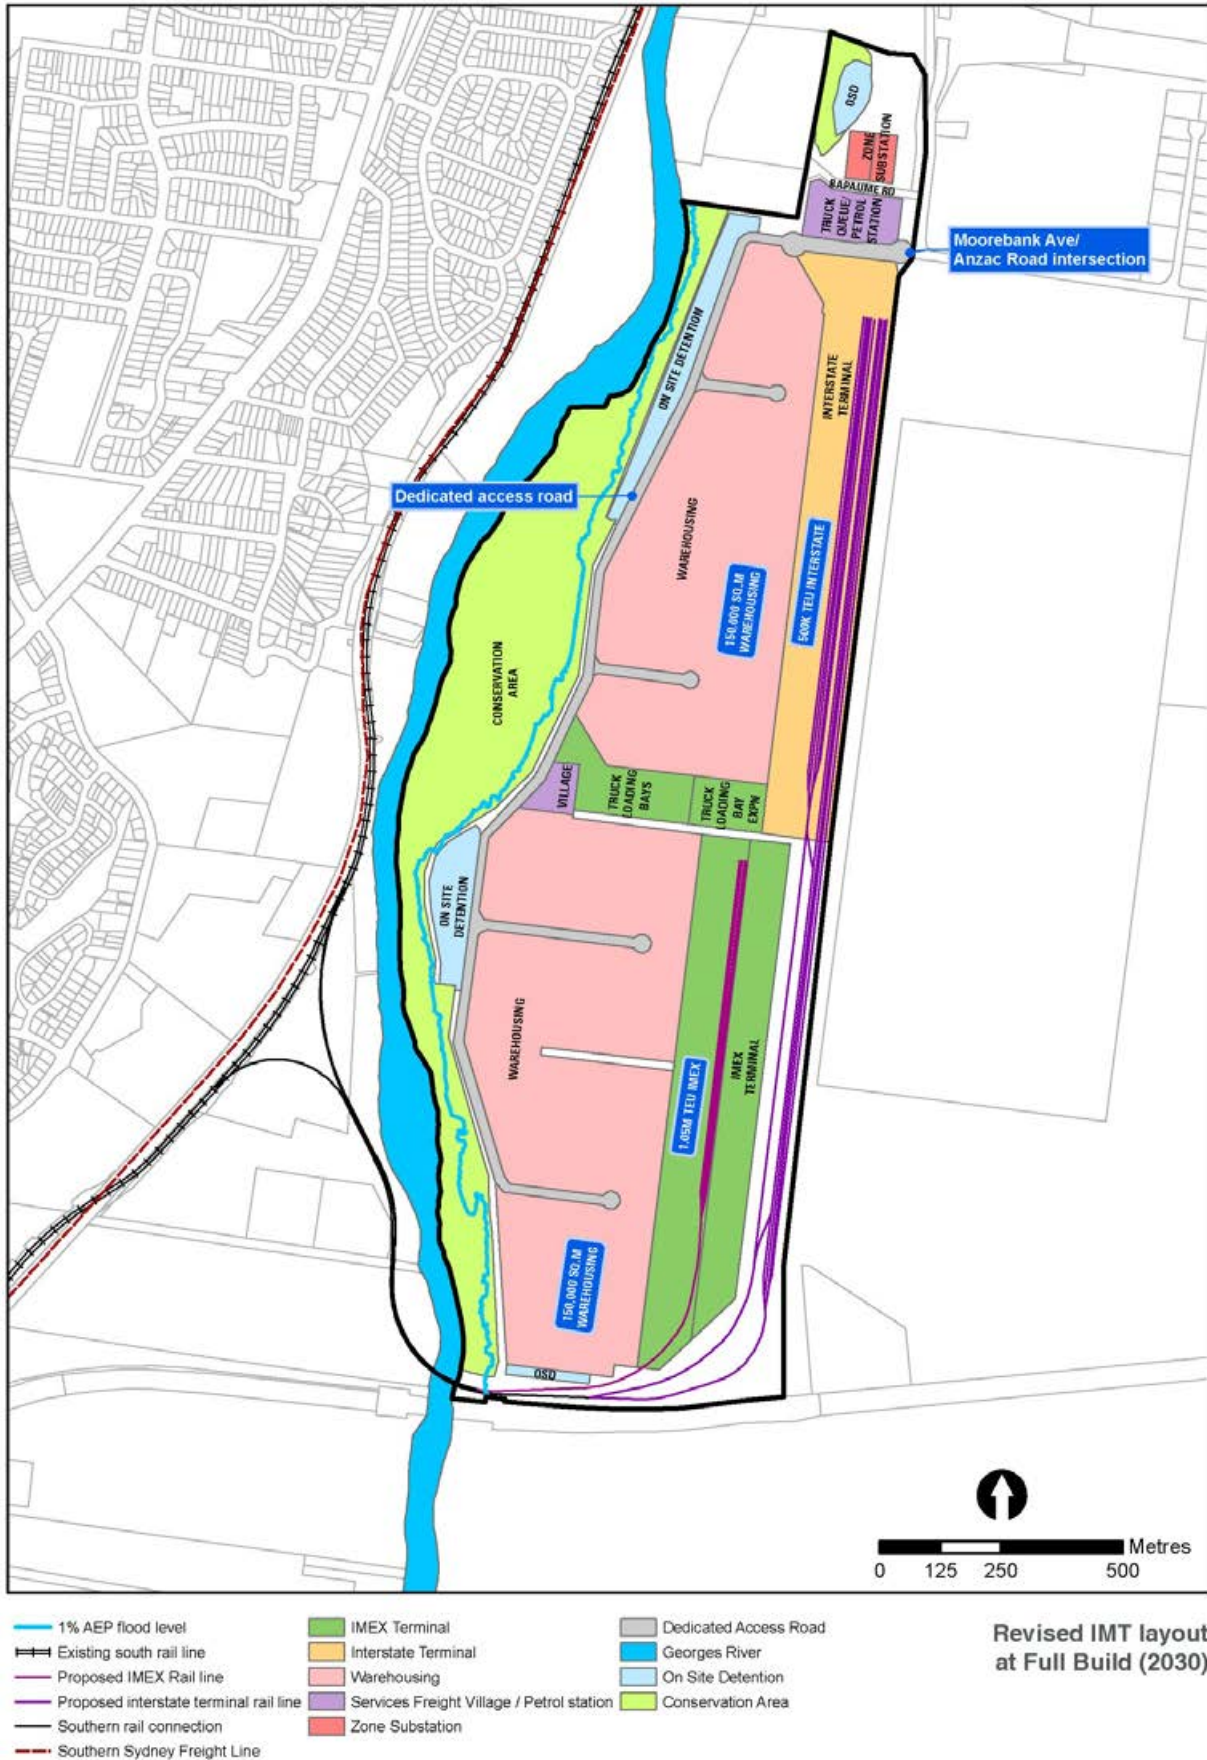 OSD
ZONE
SUBSTATION
BAPAUME RD
TRUCK
QUEUE/
PETROL
STATION
Moorebank Ave/
Anzac Road intersection
ON SITE DETENTION
INTERSTATE
TERMINAL
Dedicated access road
WAREHOUSING
150,000 SQ.M
WAREHOUSING
500K TEU INTERSTATE
CONSERVATION
AREA
VILLAGE
TRUCK
LOADING
BAYS
TRUCK
LOADING
BAY
EXPN
ON SITE
DETENTION
WAREHOUSING
1.05M TEU IMEX
IMEX
TERMINAL
150,000 SQ.M
WAREHOUSING
OSD
Metres
0 125 250 500
1% AEP flood level
Existing south rail line
Proposed IMEX Rail line
Proposed interstate terminal rail line
Southern rail connection
Southern Sydney Freight Line
IMEX Terminal
Interstate Terminal
Warehousing
Services Freight Village / Petrol station
Zone Substation
Dedicated Access Road
Georges River
On Site Detention
Conservation Area
Revised IMT layout
at Full Build (2030)